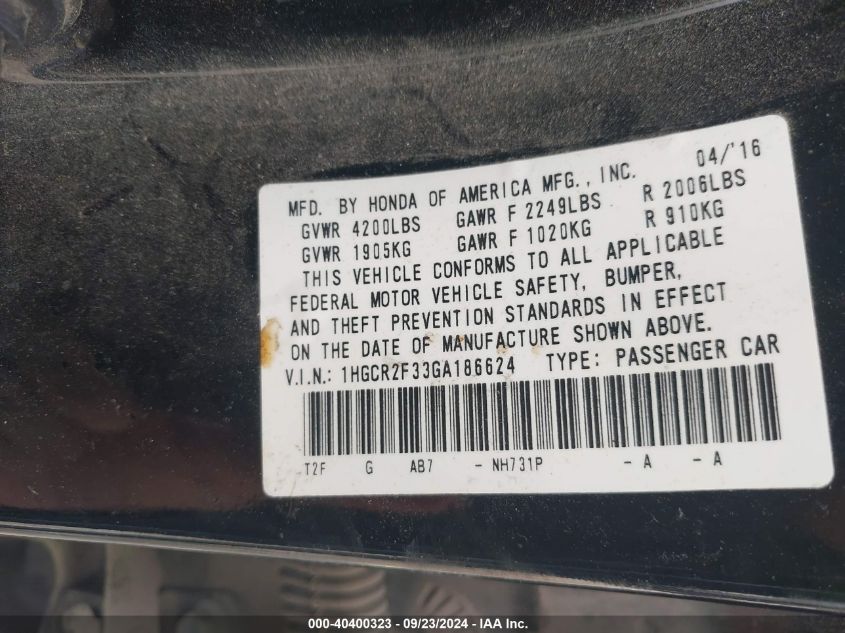 04/'16
MFD. BY HONDA OF AMERICA MFG., INC.
GVWR 4200LBS GAWR F 2249LBS R 2006LBS
GVWR 1905KG GAWR F 1020KG R 910KG
THIS VEHICLE CONFORMS TO ALL APPLICABLE
FEDERAL MOTOR VEHICLE SAFETY, BUMPER,
AND THEFT PREVENTION STANDARDS IN EFFECT
ON THE DATE OF MANUFACTURE SHOWN ABOVE.
V.I.N.: 1HGCR2F33GA186624 TYPE: PASSENGER CAR
T2F G AB7 - NH731P - A - A
000-40400323 - 09/23/2024 - IAA Inc.